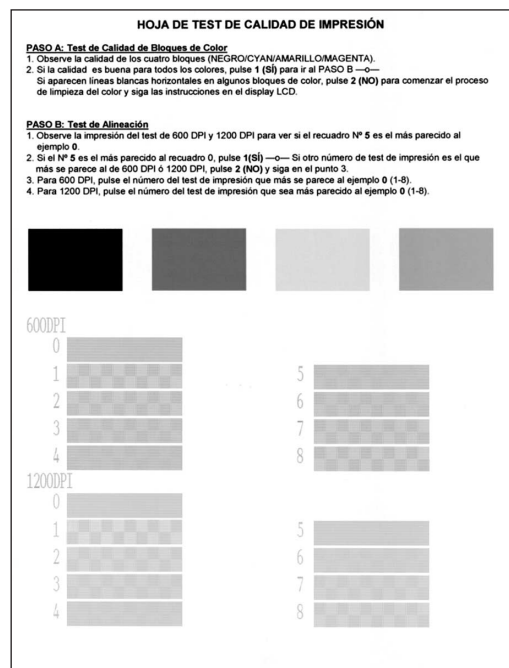 HOJA DE TEST DE CALIDAD DE IMPRESIÓN
PASO A: Test de Calidad de Bloques de Color
1. Observe la calidad de los cuatro bloques (NEGRO/CYAN/AMARILLO/MAGENTA).
2. Si la calidad es buena para todos los colores, pulse 1 (SÍ) para ir al PASO B —o—
Si aparecen líneas blancas horizontales en algunos bloques de color, pulse 2 (NO) para comenzar el proceso
de limpieza del color y siga las instrucciones en el display LCD.
PASO B: Test de Alineación
1. Observe la impresión del test de 600 DPI y 1200 DPI para ver si el recuadro Nº 5 es el más parecido al
ejemplo 0.
2. Si el Nº 5 es el más parecido al recuadro 0, pulse 1(SÍ) —o— Si otro número de test de impresión es el que
más se parece al de 600 DPI ó 1200 DPI, pulse 2 (NO) y siga en el punto 3.
3. Para 600 DPI, pulse el número del test de impresión que más se parece al ejemplo 0 (1-8).
4. Para 1200 DPI, pulse el número del test de impresión que sea más parecido al ejemplo 0 (1-8).
600DPI
0
1
2
3
4
5
6
7
8
1200DPI
0
1
2
3
4
5
6
7
8